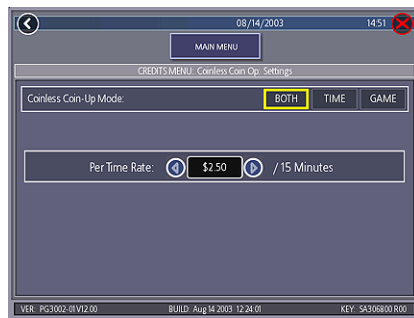 08/14/2003 14:51
MAIN MENU
CREDITS MENU: Coinless Coin Op Settings
Coinless Coin-Up Mode: BOTH TIME GAME
Per Time Rate: $2.50 / 15 Minutes
VER: PG3002-01V12.00 BUILD: Aug 14 2003 12:24:01 KEY: SA306800 R00